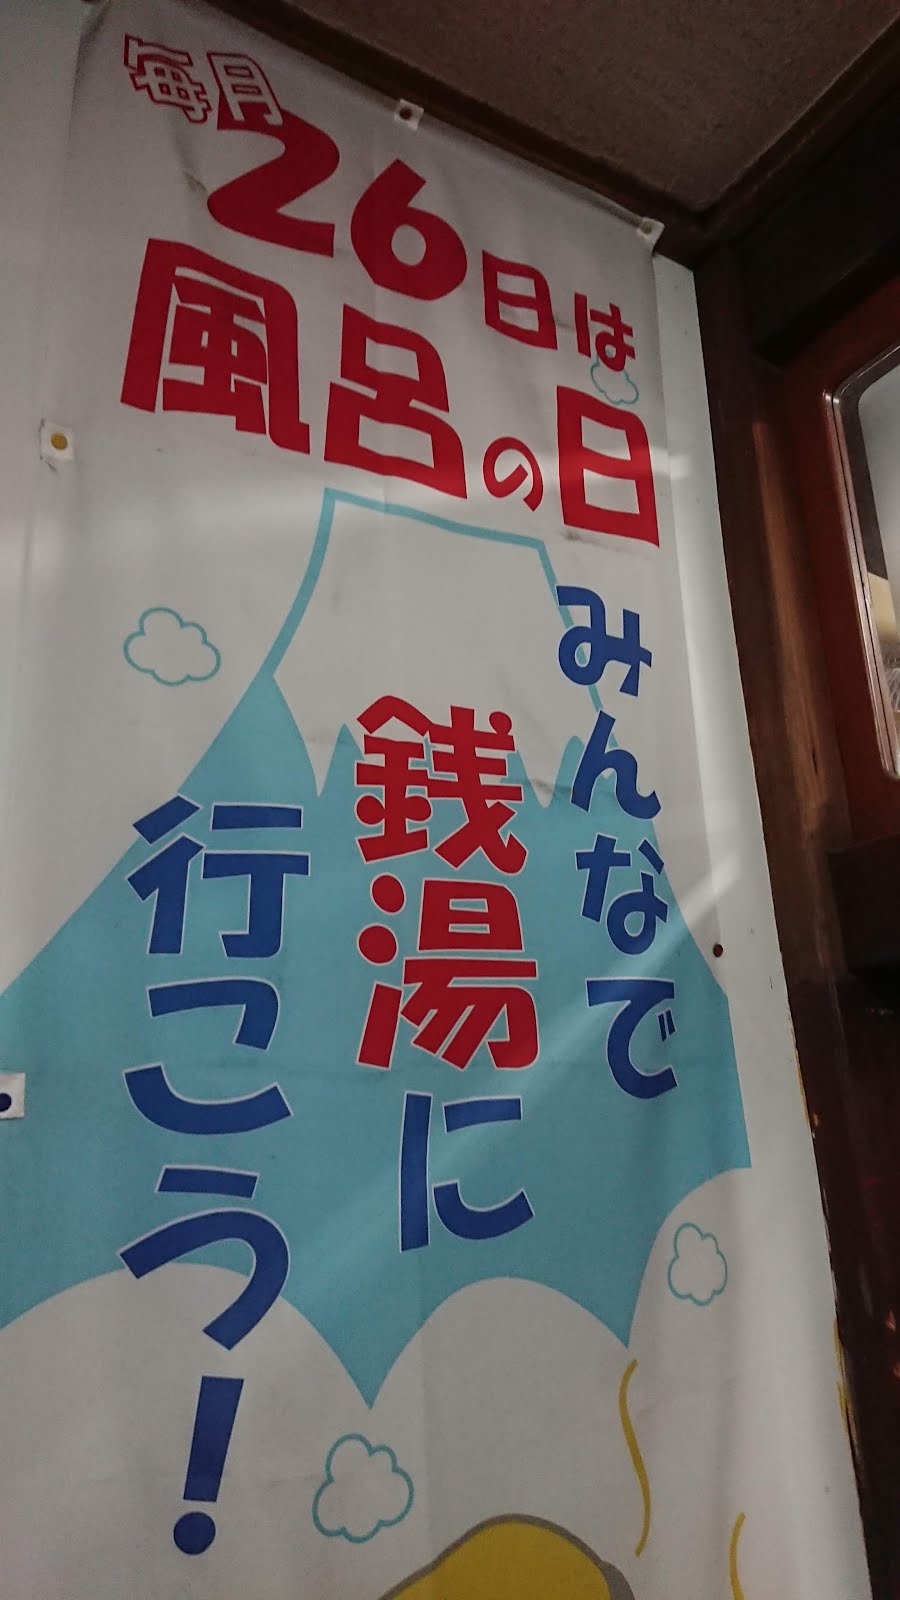 毎月
26日は
風呂の日
みんなで
銭湯に
行こう!